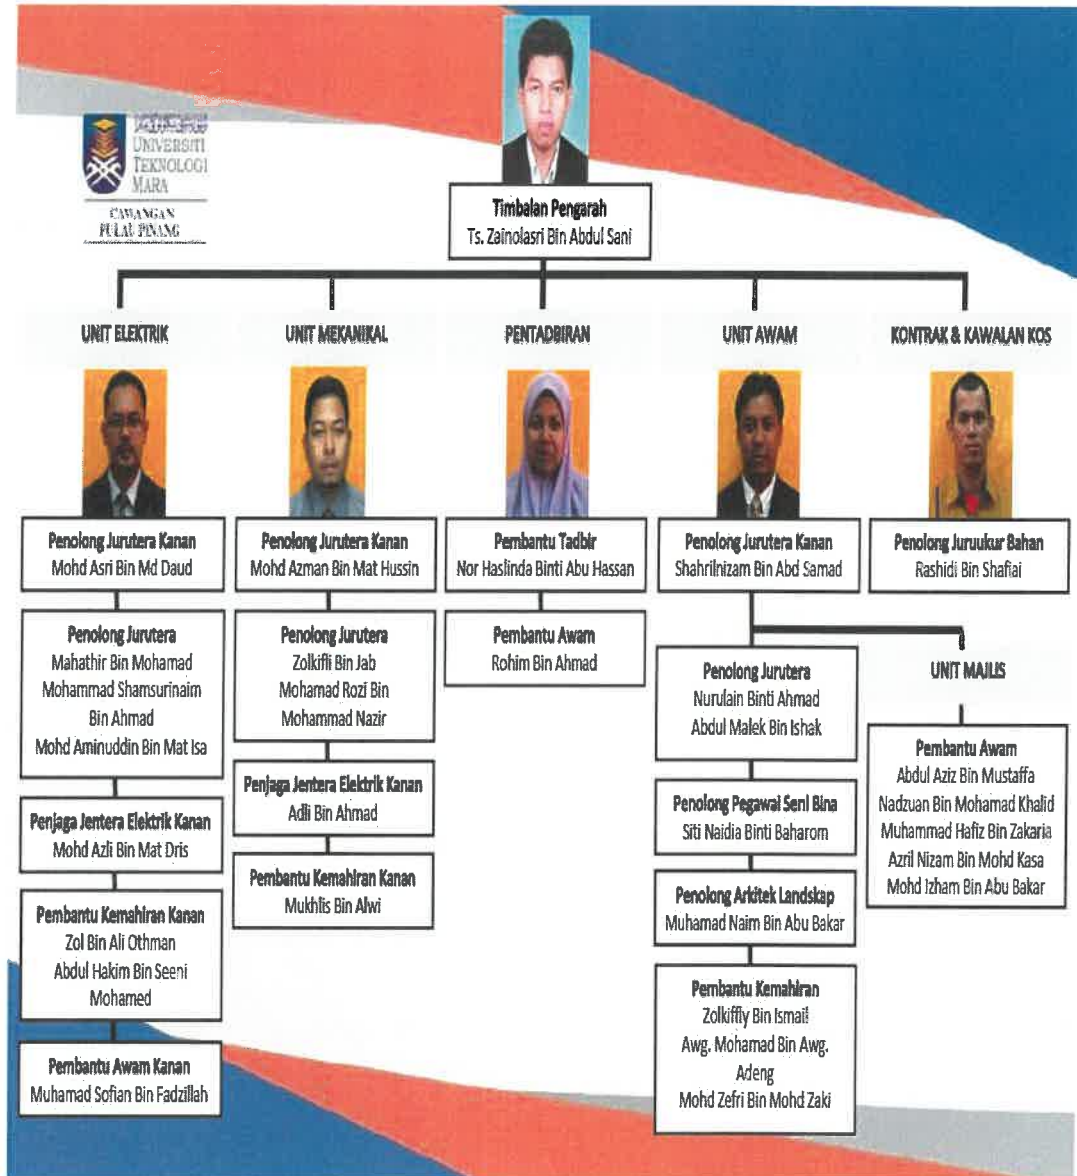 UNIVERSITI
TEKNOLOGI
MARA
CAWANGAN
PULAU PINANG
Timbalan Pengarah
Ts. Zainolasri Bin Abdul Sani
UNIT ELEKTRIK
Penolong Jurutera Kanan
Mohd Asri Bin Md Daud
Penolong Jurutera
Mahathir Bin Mohamad
Mohammad Shamsurinaim
Bin Ahmad
Mohd Aminuddin Bin Mat Isa
Penjaga Jentera Elektrik Kanan
Mohd Azli Bin Mat Dris
Pembantu Kemahiran Kanan
Zol Bin Ali Othman
Abdul Hakim Bin Seeni
Mohamed
Pembantu Awam Kanan
Muhamad Sofian Bin Fadzillah
UNIT MEKANIKAL
Penolong Jurutera Kanan
Mohd Azman Bin Mat Hussin
Penolong Jurutera
Zolkifli Bin Jab
Mohamad Rozi Bin
Mohammad Nazir
Penjaga Jentera Elektrik Kanan
Adli Bin Ahmad
Pembantu Kemahiran Kanan
Mukhlis Bin Alwi
PENTADBIRAN
Pembantu Tadbir
Nor Haslinda Binti Abu Hassan
Pembantu Awam
Rohim Bin Ahmad
UNIT AWAM
Penolong Jurutera Kanan
Shahrilnizam Bin Abd Samad
Penolong Jurutera
Nurulain Binti Ahmad
Abdul Malek Bin Ishak
Penolong Pegawai Seni Bina
Siti Naidia Binti Baharom
Penolong Arkitek Landskap
Muhamad Naim Bin Abu Bakar
Pembantu Kemahiran
Zolkiffly Bin Ismail
Awg. Mohamad Bin Awg.
Adeng
Mohd Zefri Bin Mohd Zaki
UNIT MAJLIS
Pembantu Awam
Abdul Aziz Bin Mustaffa
Nadzuan Bin Mohamad Khalid
Muhammad Hafiz Bin Zakaria
Azril Nizam Bin Mohd Kasa
Mohd Izham Bin Abu Bakar
KONTRAK & KAWALAN KOS
Penolong Juruukur Bahan
Rashidi Bin Shafiai